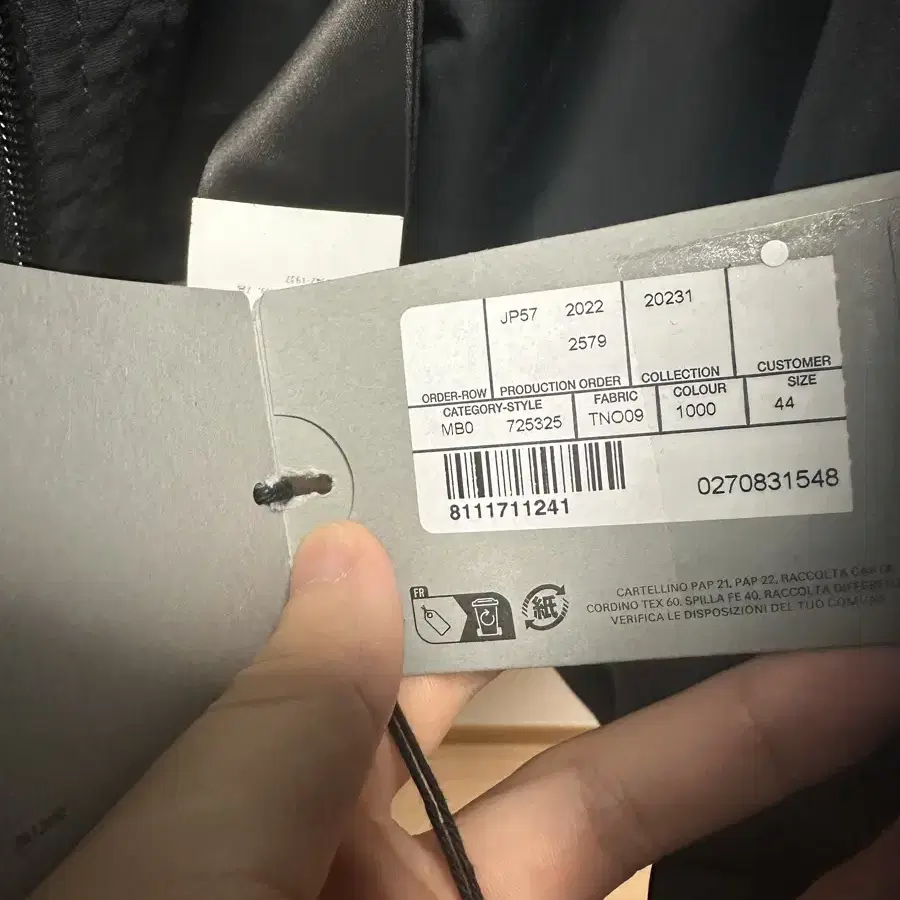 JP57 2022 20231
2579
ORDER-ROW PRODUCTION ORDER COLLECTION CUSTOMER
CATEGORY-STYLE FABRIC COLOUR SIZE
MB0 725325 TNO09 1000 44
8111711241 0270831548
FR
紙
CARTELLINO PAP 21, PAP 22, RACCOLTA CARTA
CORDINO TEX 60, SPILLA FE 40, RACCOLTA
VERIFICA LE DISPOSIZIONI DEL TUO COMUNE